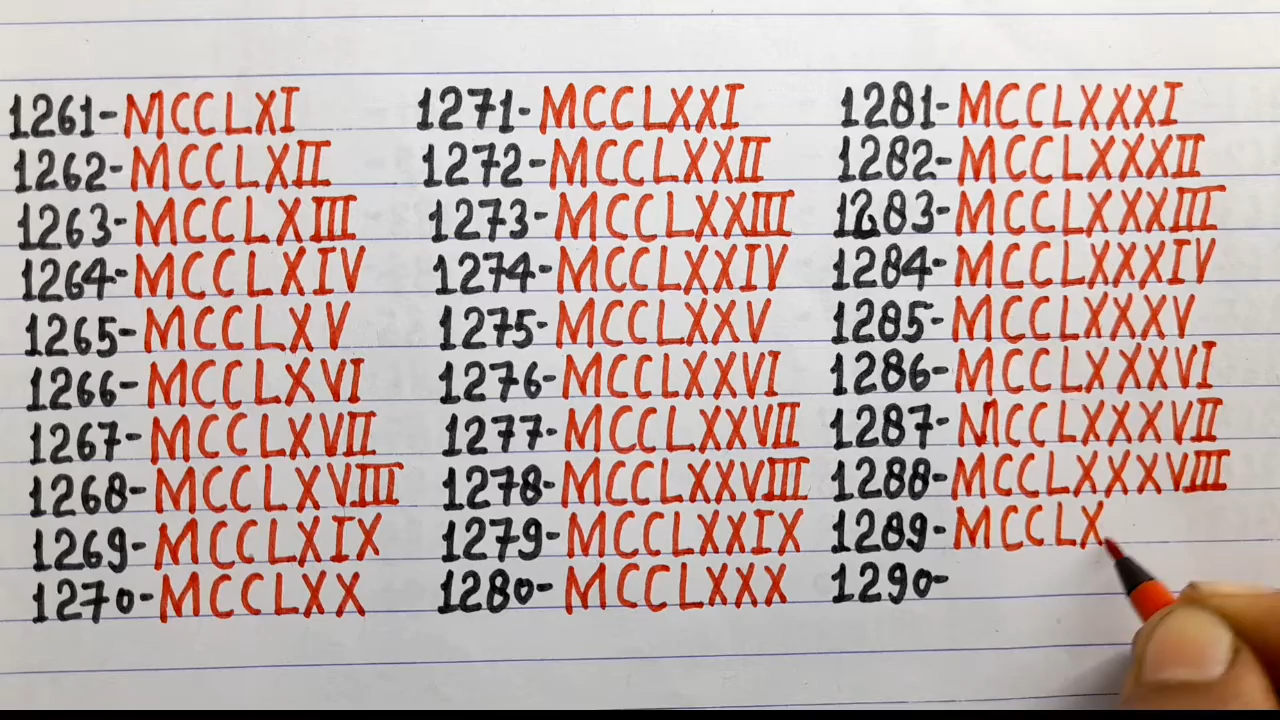 1261-MCCLXI
1262-MCCLXII
1263-MCCLXIII
1264-MCCLXIV
1265-MCCLXV
1266-MCCLXVI
1267-MCCLXVII
1268-MCCLXVIII
1269-MCCLXIX
1270-MCCLXX
1271-MCCLXXI
1272-MCCLXXII
1273-MCCLXXIII
1274-MCCLXXIV
1275-MCCLXXV
1276-MCCLXXVI
1277-MCCLXXVII
1278-MCCLXXVIII
1279-MCCLXXIX
1280-MCCLXXX
1281-MCCLXXXI
1282-MCCLXXXII
1283-MCCLXXXIII
1284-MCCLXXXIV
1285-MCCLXXXV
1286-MCCLXXXVI
1287-MCCLXXXVII
1288-MCCLXXXVIII
1289-MCCLX
1290-